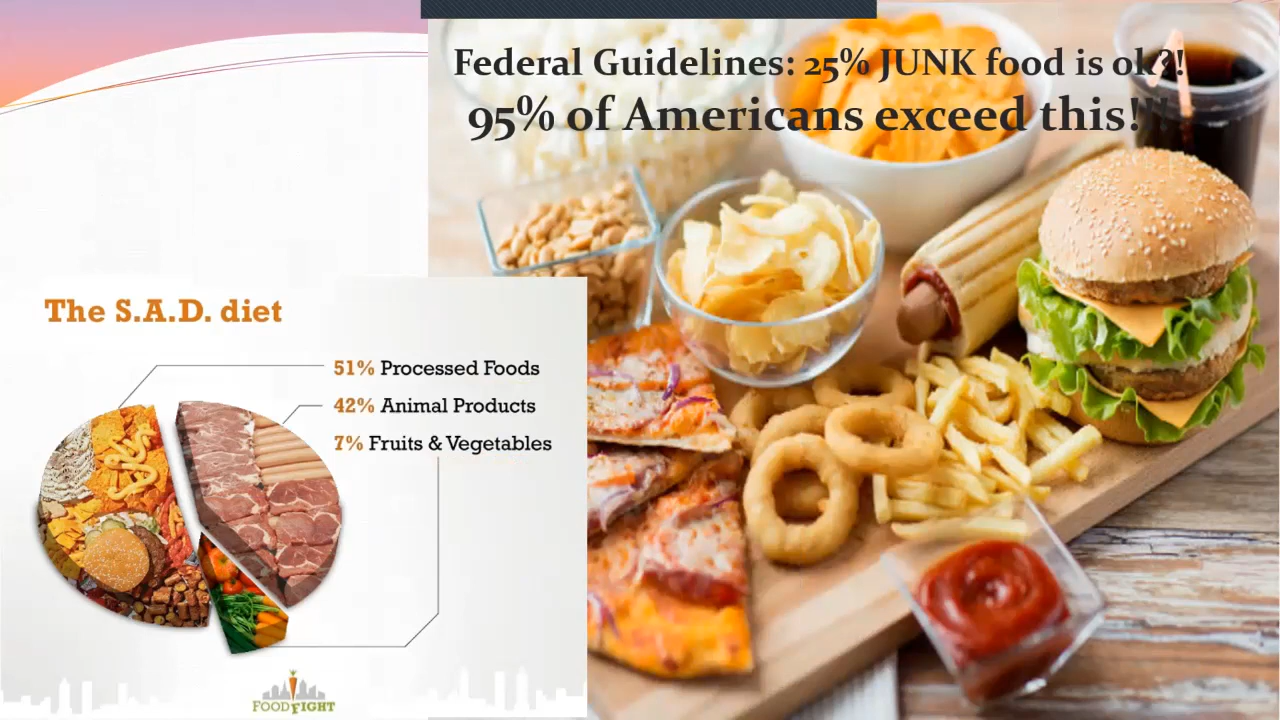 Federal Guidelines: 25% JUNK food is ok?!
95% of Americans exceed this!!!
The S.A.D. diet
51% Processed Foods
42% Animal Products
7% Fruits & Vegetables
FOOD FIGHT